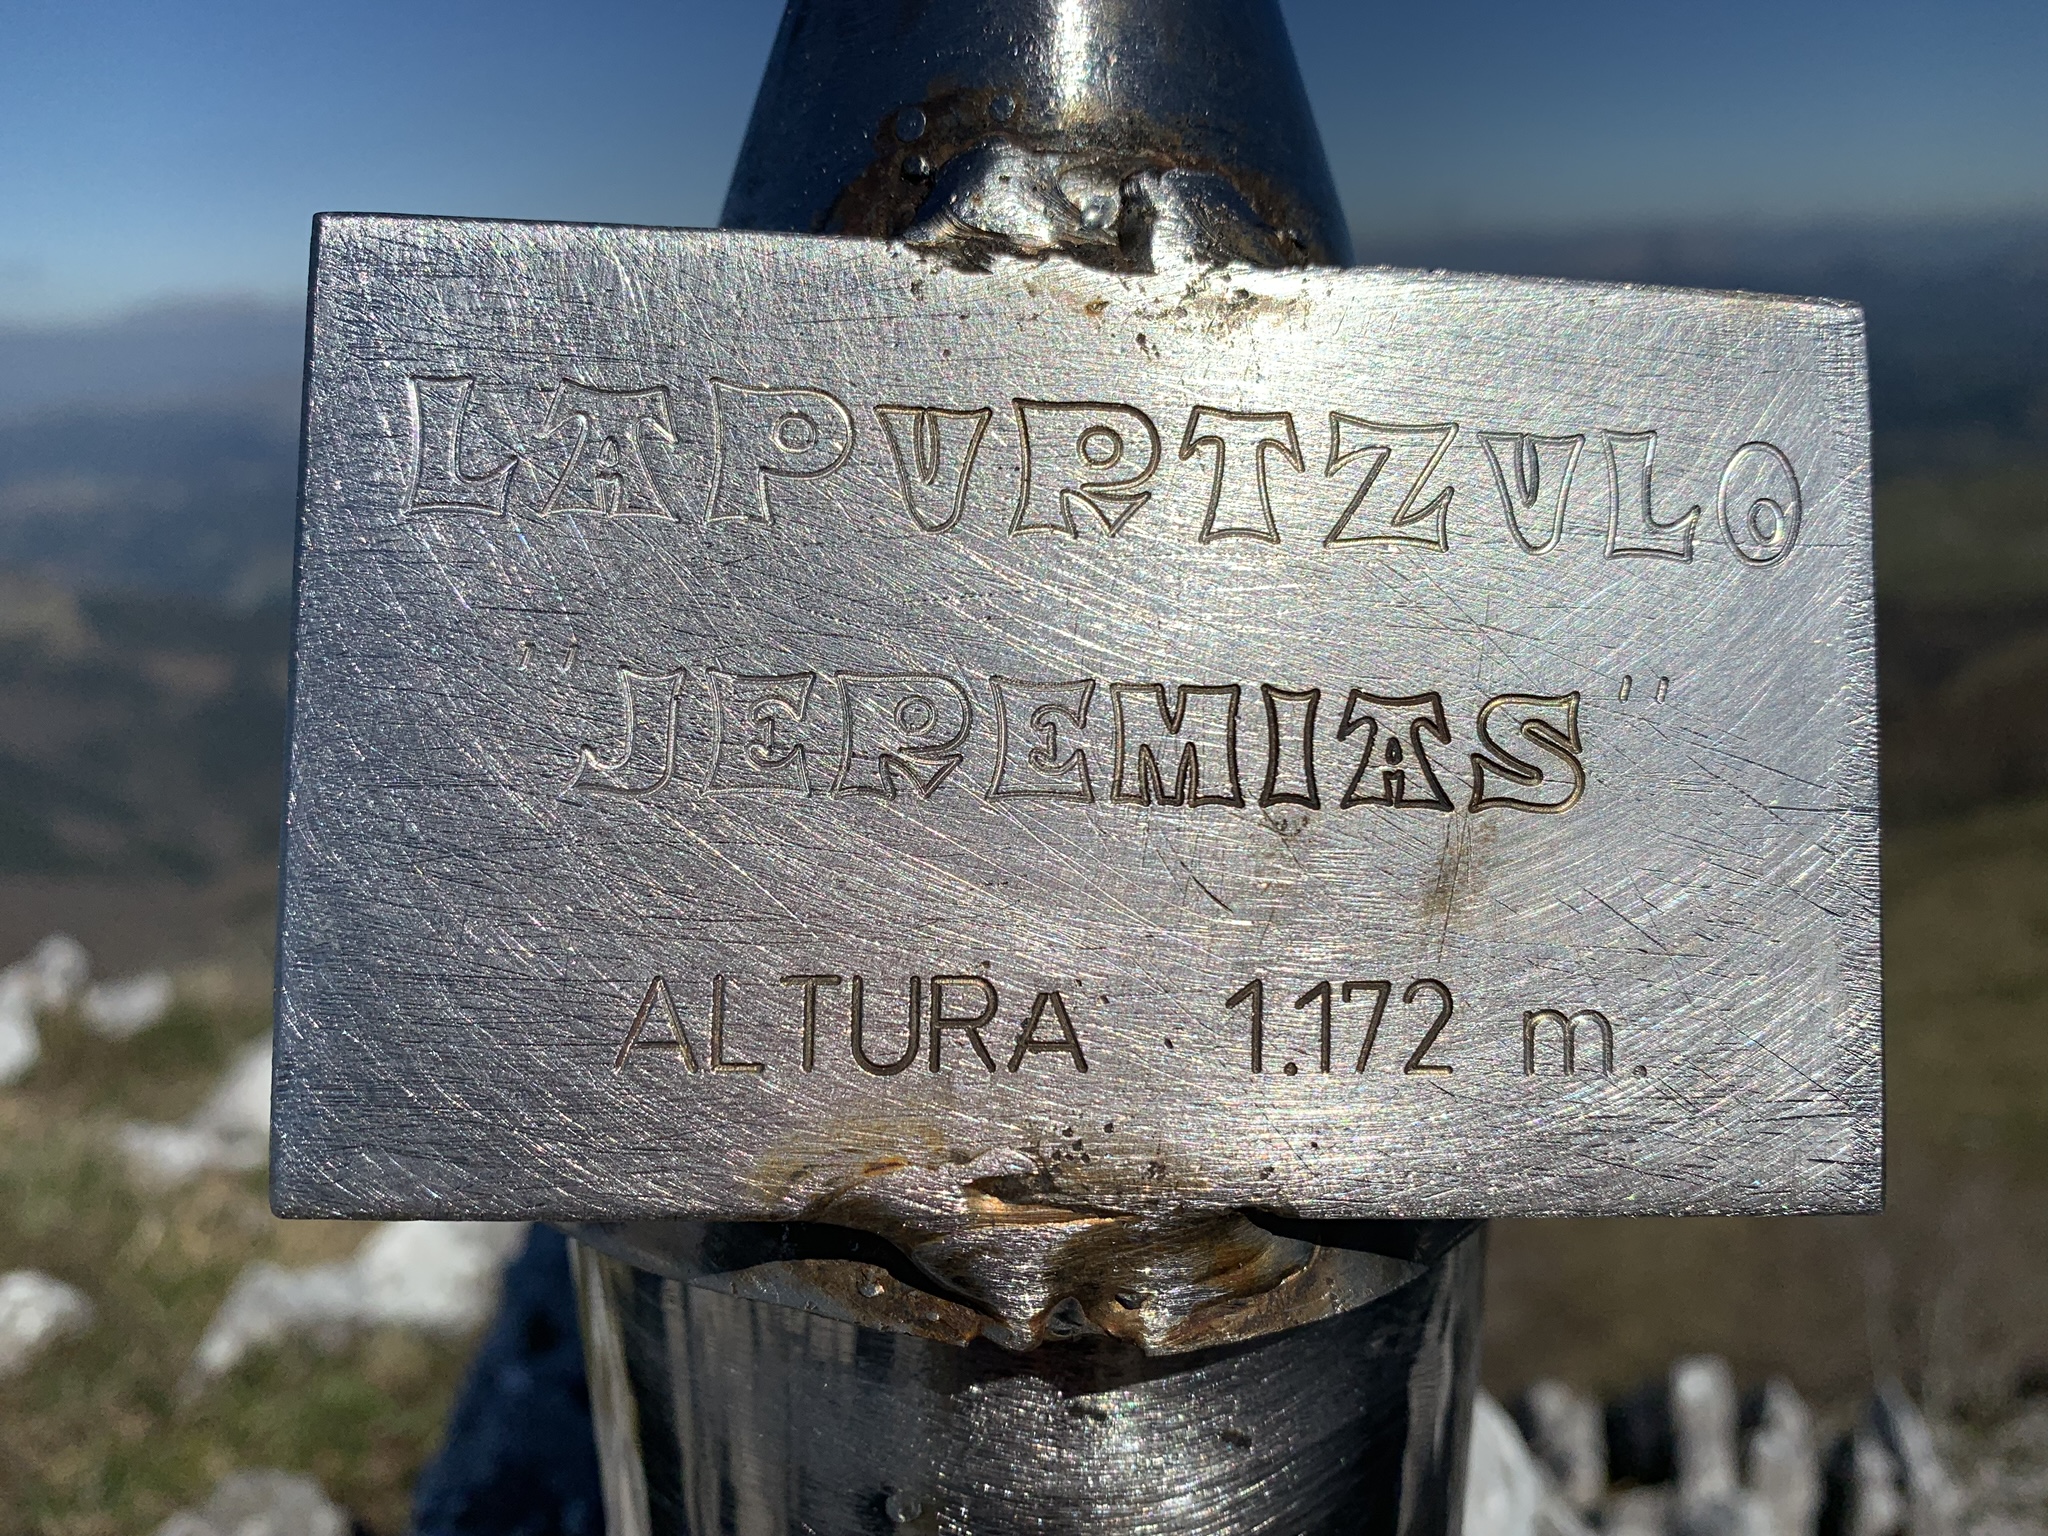 LAPURTZULO
"JEREMIAS"
ALTURA 1.172 m.